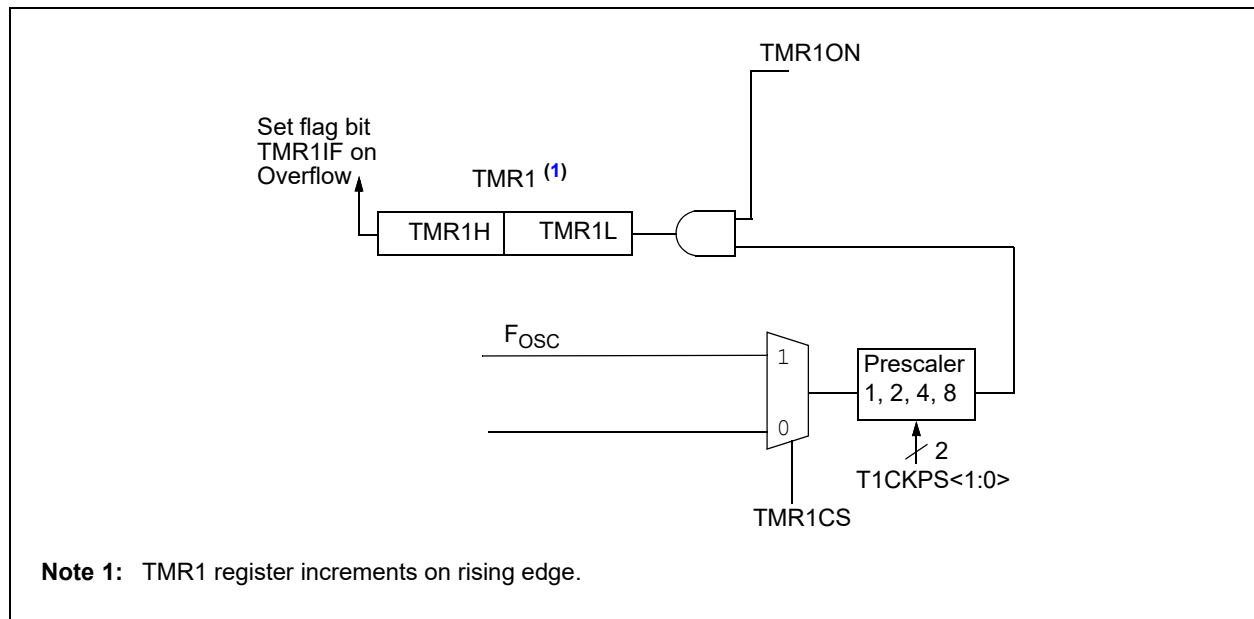 TMR1ON
Set flag bit
TMR1IF on
Overflow
TMR1 (1)
TMR1H
TMR1L
FOSC
1
0
Prescaler
1, 2, 4, 8
2
T1CKPS<1:0>
TMR1CS
Note 1: TMR1 register increments on rising edge.